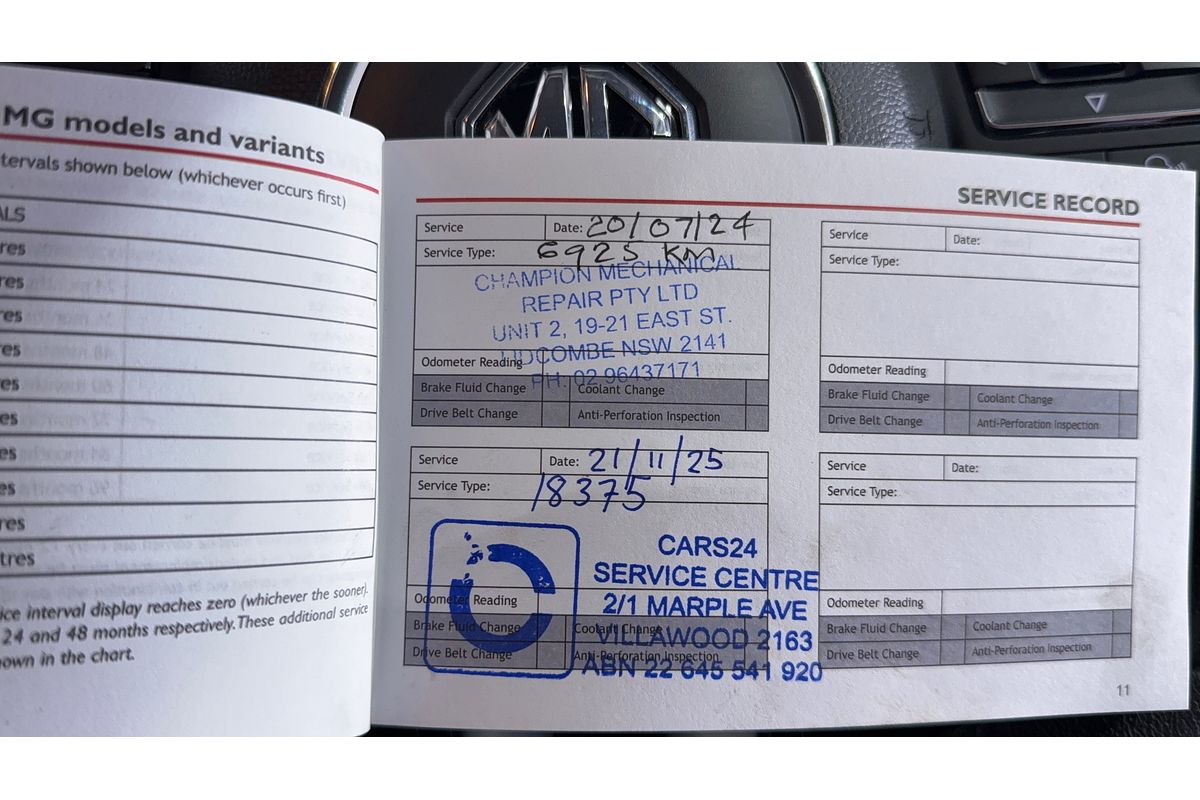 MG models and variants
tervals shown below (whichever occurs first)
ALS
res
res
res
res
res
es
es
es
res
tres
ice interval display reaches zero (whichever the sooner).
24 and 48 months respectively. These additional service
own in the chart.
SERVICE RECORD
Service Date: 20/07/24
Service Type: 6925 KM
CHAMPION MECHANICAL
REPAIR PTY LTD
UNIT 2, 19-21 EAST ST.
LIDCOMBE NSW 2141
PH: 02 96437171
Odometer Reading
Brake Fluid Change Coolant Change
Drive Belt Change Anti-Perforation Inspection
Service Date:
Service Type:
Odometer Reading
Brake Fluid Change Coolant Change
Drive Belt Change Anti-Perforation Inspection
Service Date: 21/11/25
Service Type: 18375
CARS24
SERVICE CENTRE
2/1 MARPLE AVE
VILLAWOOD 2163
ABN 22 645 541 920
Odometer Reading
Brake Fluid Change Coolant Change
Drive Belt Change Anti-Perforation Inspection
Service Date:
Service Type:
Odometer Reading
Brake Fluid Change Coolant Change
Drive Belt Change Anti-Perforation Inspection
11